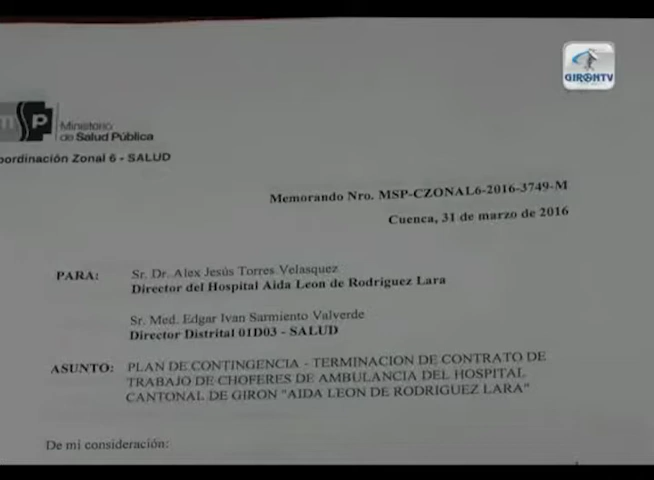 GIRONTV
msp
Ministerio
de Salud Pública
oordinación Zonal 6 - SALUD
Memorando Nro. MSP-CZONAL6-2016-3749-M
Cuenca, 31 de marzo de 2016
PARA:
Sr. Dr. Alex Jesús Torres Velasquez
Director del Hospital Aida Leon de Rodriguez Lara
Sr. Med. Edgar Ivan Sarmiento Valverde
Director Distrital 01D03 - SALUD
ASUNTO: PLAN DE CONTINGENCIA - TERMINACION DE CONTRATO DE
TRABAJO DE CHOFERES DE AMBULANCIA DEL HOSPITAL
CANTONAL DE GIRON "AIDA LEON DE RODRIGUEZ LARA"
De mi consideración: